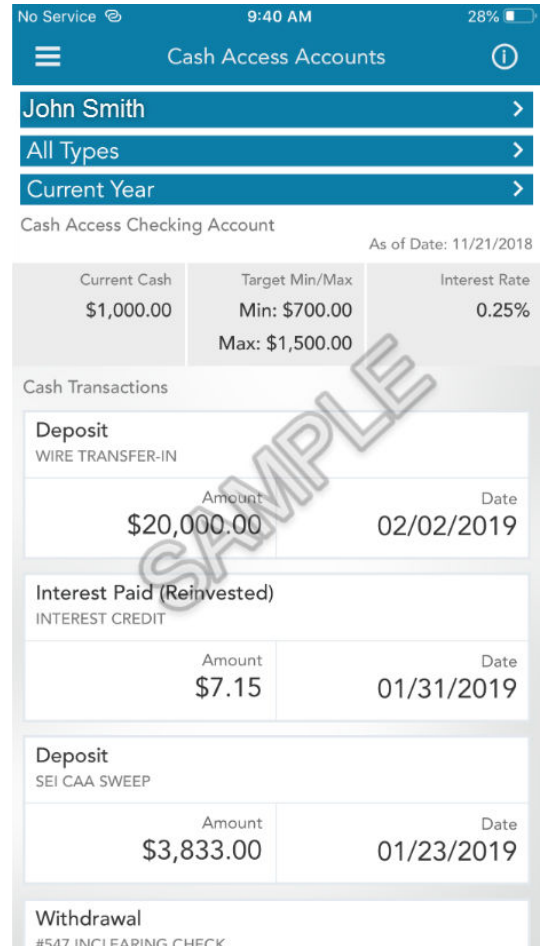 No Service 9:40 AM 28%
Cash Access Accounts
John Smith
All Types
Current Year
Cash Access Checking Account
As of Date: 11/21/2018
Current Cash Target Min/Max Interest Rate
$1,000.00 Min: $700.00 0.25%
Max: $1,500.00
SAMPLE
Cash Transactions
Deposit
WIRE TRANSFER-IN
Amount Date
$20,000.00 02/02/2019
Interest Paid (Reinvested)
INTEREST CREDIT
Amount Date
$7.15 01/31/2019
Deposit
SEI CAA SWEEP
Amount Date
$3,833.00 01/23/2019
Withdrawal
#547 INCLEARING CHECK